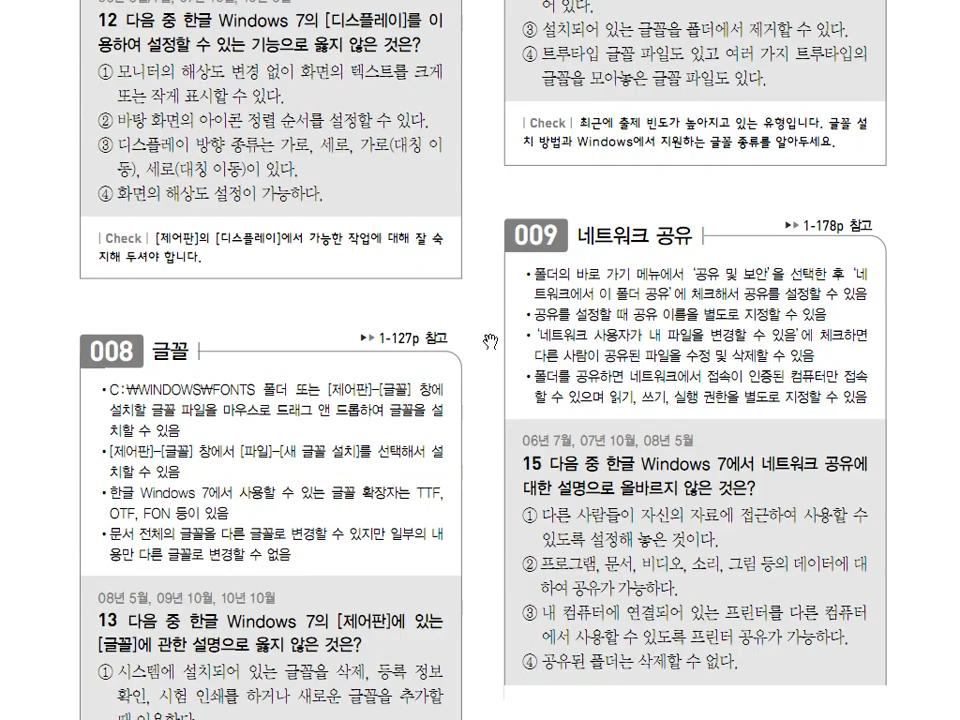 12 다음 중 한글 Windows 7의 [디스플레이]를 이
용하여 설정할 수 있는 기능으로 옳지 않은 것은?
① 모니터의 해상도 변경 없이 화면의 텍스트를 크게
또는 작게 표시할 수 있다.
② 바탕 화면의 아이콘 정렬 순서를 설정할 수 있다.
③ 디스플레이 방향 종류는 가로, 세로, 가로(대칭 이
동), 세로(대칭 이동)이 있다.
④ 화면의 해상도 설정이 가능하다.
| Check | [제어판]의 [디스플레이]에서 가능한 작업에 대해 잘 숙
지해 두셔야 합니다.
▶▶ 1-127p 참고
008 글꼴
• C:₩WINDOWS₩FONTS 폴더 또는 [제어판]-[글꼴] 창에
설치할 글꼴 파일을 마우스로 드래그 앤 드롭하여 글꼴을 설
치할 수 있음
• [제어판]-[글꼴] 창에서 [파일]-[새 글꼴 설치]를 선택해서 설
치할 수 있음
• 한글 Windows 7에서 사용할 수 있는 글꼴 확장자는 TTF,
OTF, FON 등이 있음
• 문서 전체의 글꼴을 다른 글꼴로 변경할 수 있지만 일부의 내
용만 다른 글꼴로 변경할 수 없음
08년 5월, 09년 10월, 10년 10월
13 다음 중 한글 Windows 7의 [제어판]에 있는
[글꼴]에 관한 설명으로 옳지 않은 것은?
① 시스템에 설치되어 있는 글꼴을 삭제, 등록 정보
확인, 시험 인쇄를 하거나 새로운 글꼴을 추가할
때 이용한다.
어 있다.
③ 설치되어 있는 글꼴을 폴더에서 제거할 수 있다.
④ 트루타입 글꼴 파일도 있고 여러 가지 트루타입의
글꼴을 모아놓은 글꼴 파일도 있다.
| Check | 최근에 출제 빈도가 높아지고 있는 유형입니다. 글꼴 설
치 방법과 Windows에서 지원하는 글꼴 종류를 알아두세요.
▶▶ 1-178p 참고
009 네트워크 공유
• 폴더의 바로 가기 메뉴에서 '공유 및 보안'을 선택한 후 '네
트워크에서 이 폴더 공유'에 체크해서 공유를 설정할 수 있음
• 공유를 설정할 때 공유 이름을 별도로 지정할 수 있음
• '네트워크 사용자가 내 파일을 변경할 수 있음'에 체크하면
다른 사람이 공유된 파일을 수정 및 삭제할 수 있음
• 폴더를 공유하면 네트워크에서 접속이 인증된 컴퓨터만 접속
할 수 있으며 읽기, 쓰기, 실행 권한을 별도로 지정할 수 있음
06년 7월, 07년 10월, 08년 5월
15 다음 중 한글 Windows 7에서 네트워크 공유에
대한 설명으로 올바르지 않은 것은?
① 다른 사람들이 자신의 자료에 접근하여 사용할 수
있도록 설정해 놓은 것이다.
② 프로그램, 문서, 비디오, 소리, 그림 등의 데이터에 대
하여 공유가 가능하다.
③ 내 컴퓨터에 연결되어 있는 프린터를 다른 컴퓨터
에서 사용할 수 있도록 프린터 공유가 가능하다.
④ 공유된 폴더는 삭제할 수 없다.